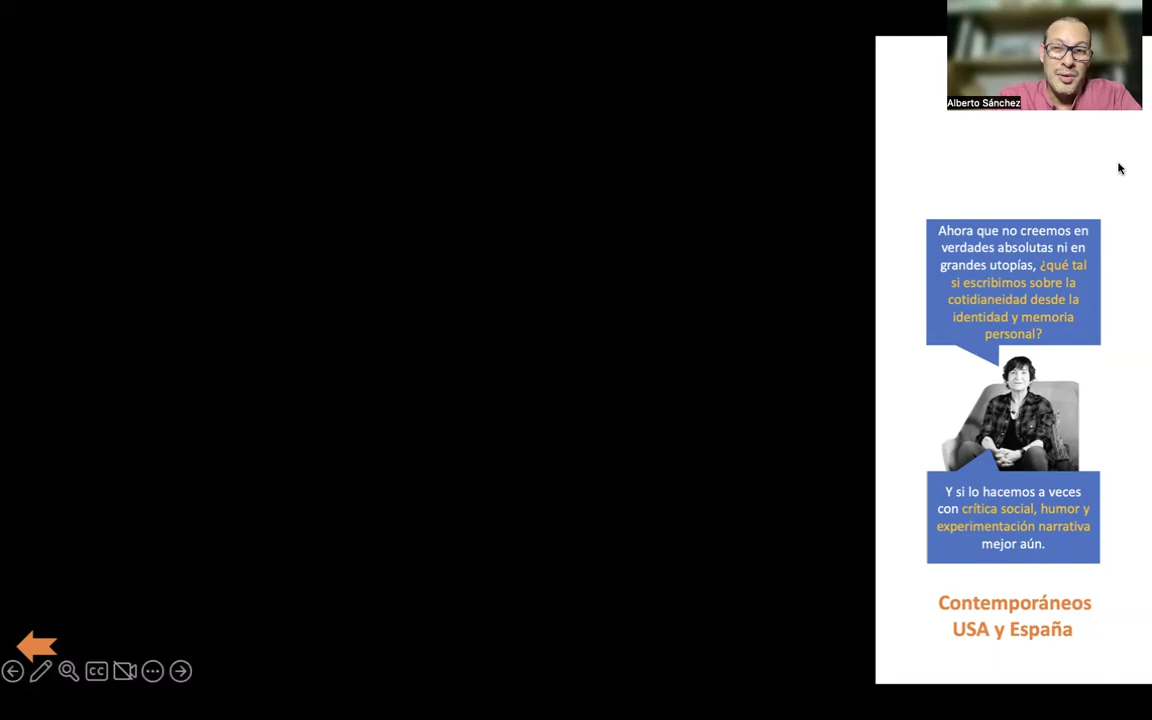 Alberto Sánchez
Ahora que no creemos en
verdades absolutas ni en
grandes utopías, ¿qué tal
si escribimos sobre la
cotidianeidad desde la
identidad y memoria
personal?
Y si lo hacemos a veces
con crítica social, humor y
experimentación narrativa
mejor aún.
Contemporáneos
USA y España
CC